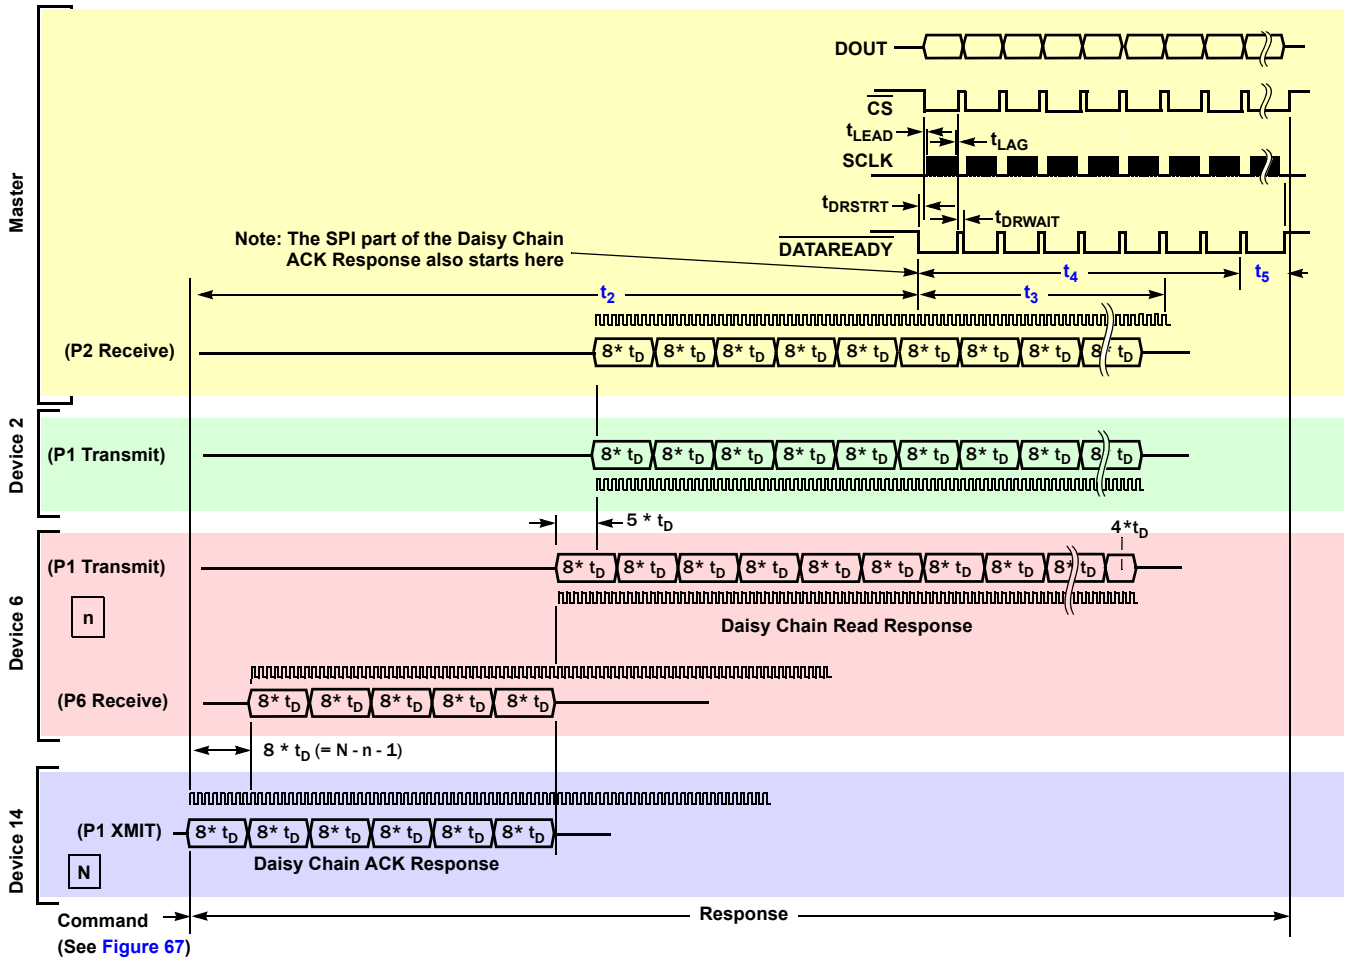 Master
DOUT
CS
tLEAD
tLAG
SCLK
tDRSTRT
tDRWAIT
Note: The SPI part of the Daisy Chain
ACK Response also starts here
DATAREADY
t4
t5
t2
t3
(P2 Receive)
8* tD 8* tD 8* tD 8* tD 8* tD 8* tD 8* tD 8* tD 8* tD
Device 2
(P1 Transmit)
8* tD 8* tD 8* tD 8* tD 8* tD 8* tD 8* tD 8* tD 8 tD
5 * tD
4*tD
Device 6
(P1 Transmit)
8* tD 8* tD 8* tD 8* tD 8* tD 8* tD 8* tD 8* tD 8* tD
n
Daisy Chain Read Response
(P6 Receive)
8* tD 8* tD 8* tD 8* tD 8* tD
8 * tD (= N - n - 1)
Device 14
(P1 XMIT)
8* tD 8* tD 8* tD 8* tD 8* tD 8* tD
Daisy Chain ACK Response
N
Command
(See Figure 67)
Response